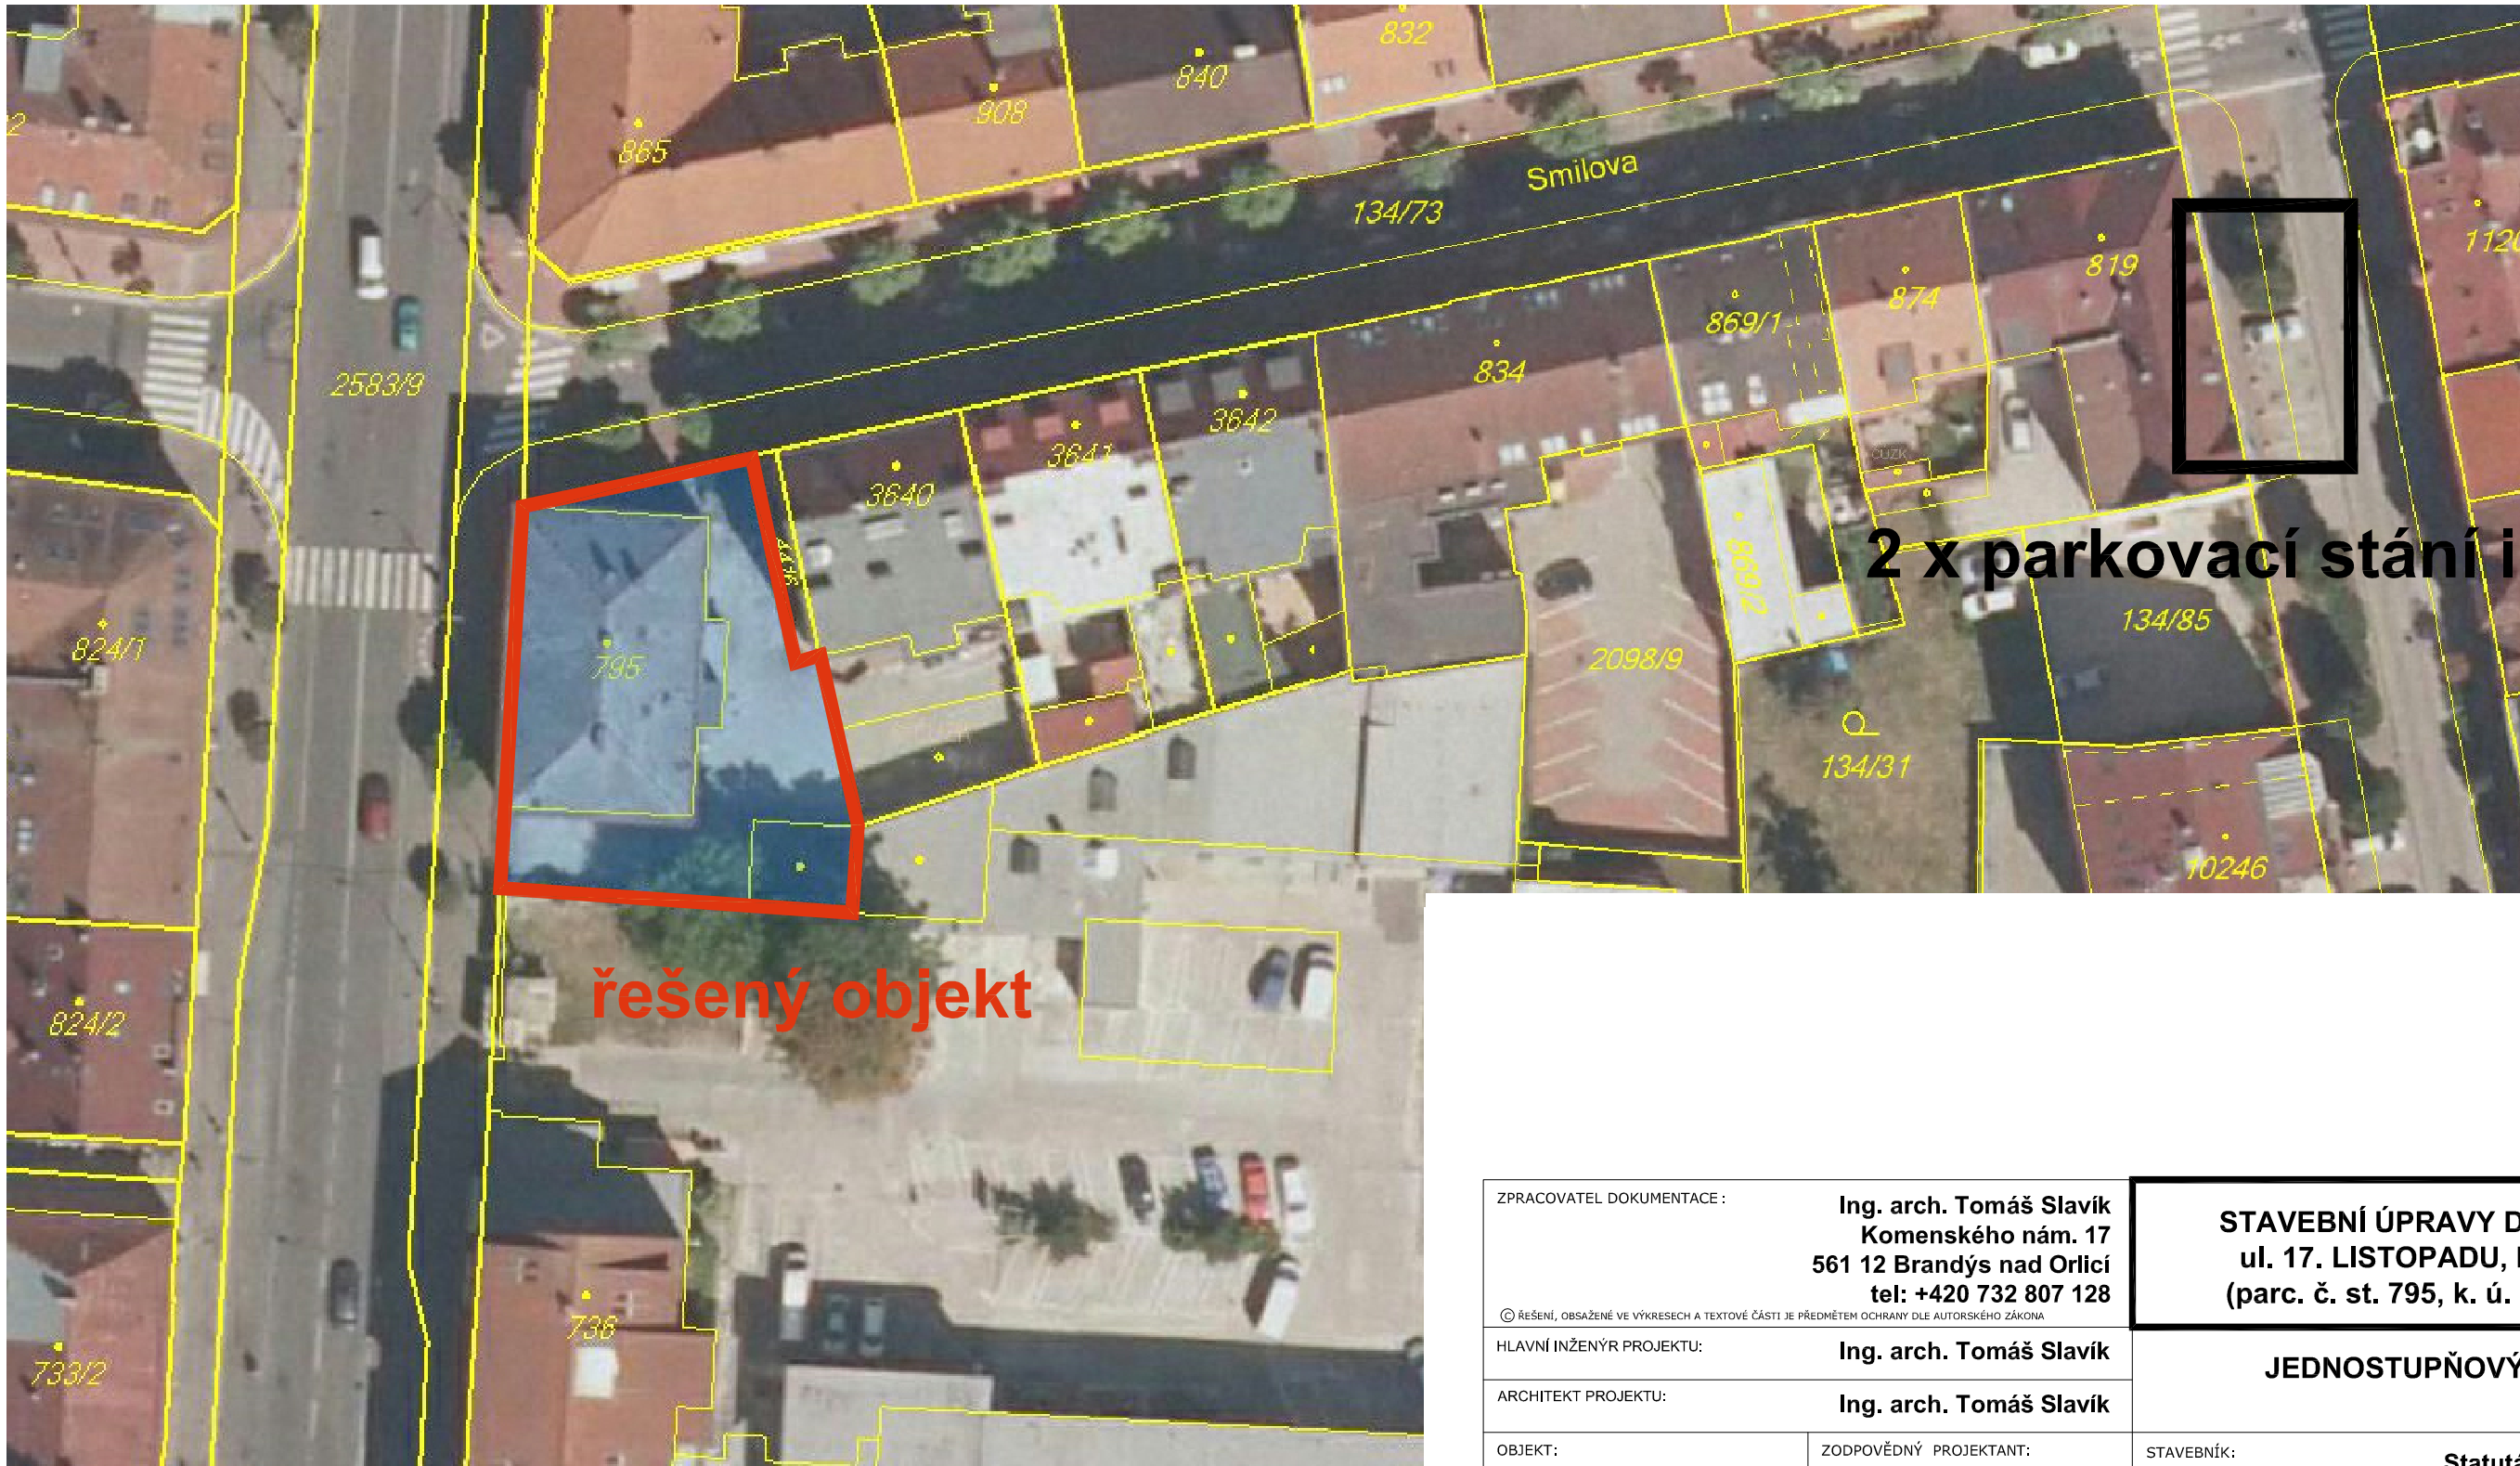 832
840
908
865
Smilova
134/73
819
874
869/1
834
2583/9
3642
3641
3640
ČÚZK
2 x parkovací stání i
869/2
134/85
824/1
795
2098/9
134/31
10246
řešený objekt
824/2
736
733/2
ZPRACOVATEL DOKUMENTACE:
Ing. arch. Tomáš Slavík
Komenského nám. 17
561 12 Brandýs nad Orlicí
tel: +420 732 807 128
© ŘEŠENÍ, OBSAŽENÉ VE VÝKRESECH A TEXTOVÉ ČÁSTI JE PŘEDMĚTEM OCHRANY DLE AUTORSKÉHO ZÁKONA
STAVEBNÍ ÚPRAVY D
ul. 17. LISTOPADU,
(parc. č. st. 795, k. ú.
HLAVNÍ INŽENÝR PROJEKTU:
Ing. arch. Tomáš Slavík
JEDNOSTUPŇOVÝ
ARCHITEKT PROJEKTU:
Ing. arch. Tomáš Slavík
OBJEKT:
ZODPOVĚDNÝ PROJEKTANT:
STAVEBNÍK:
Statutá